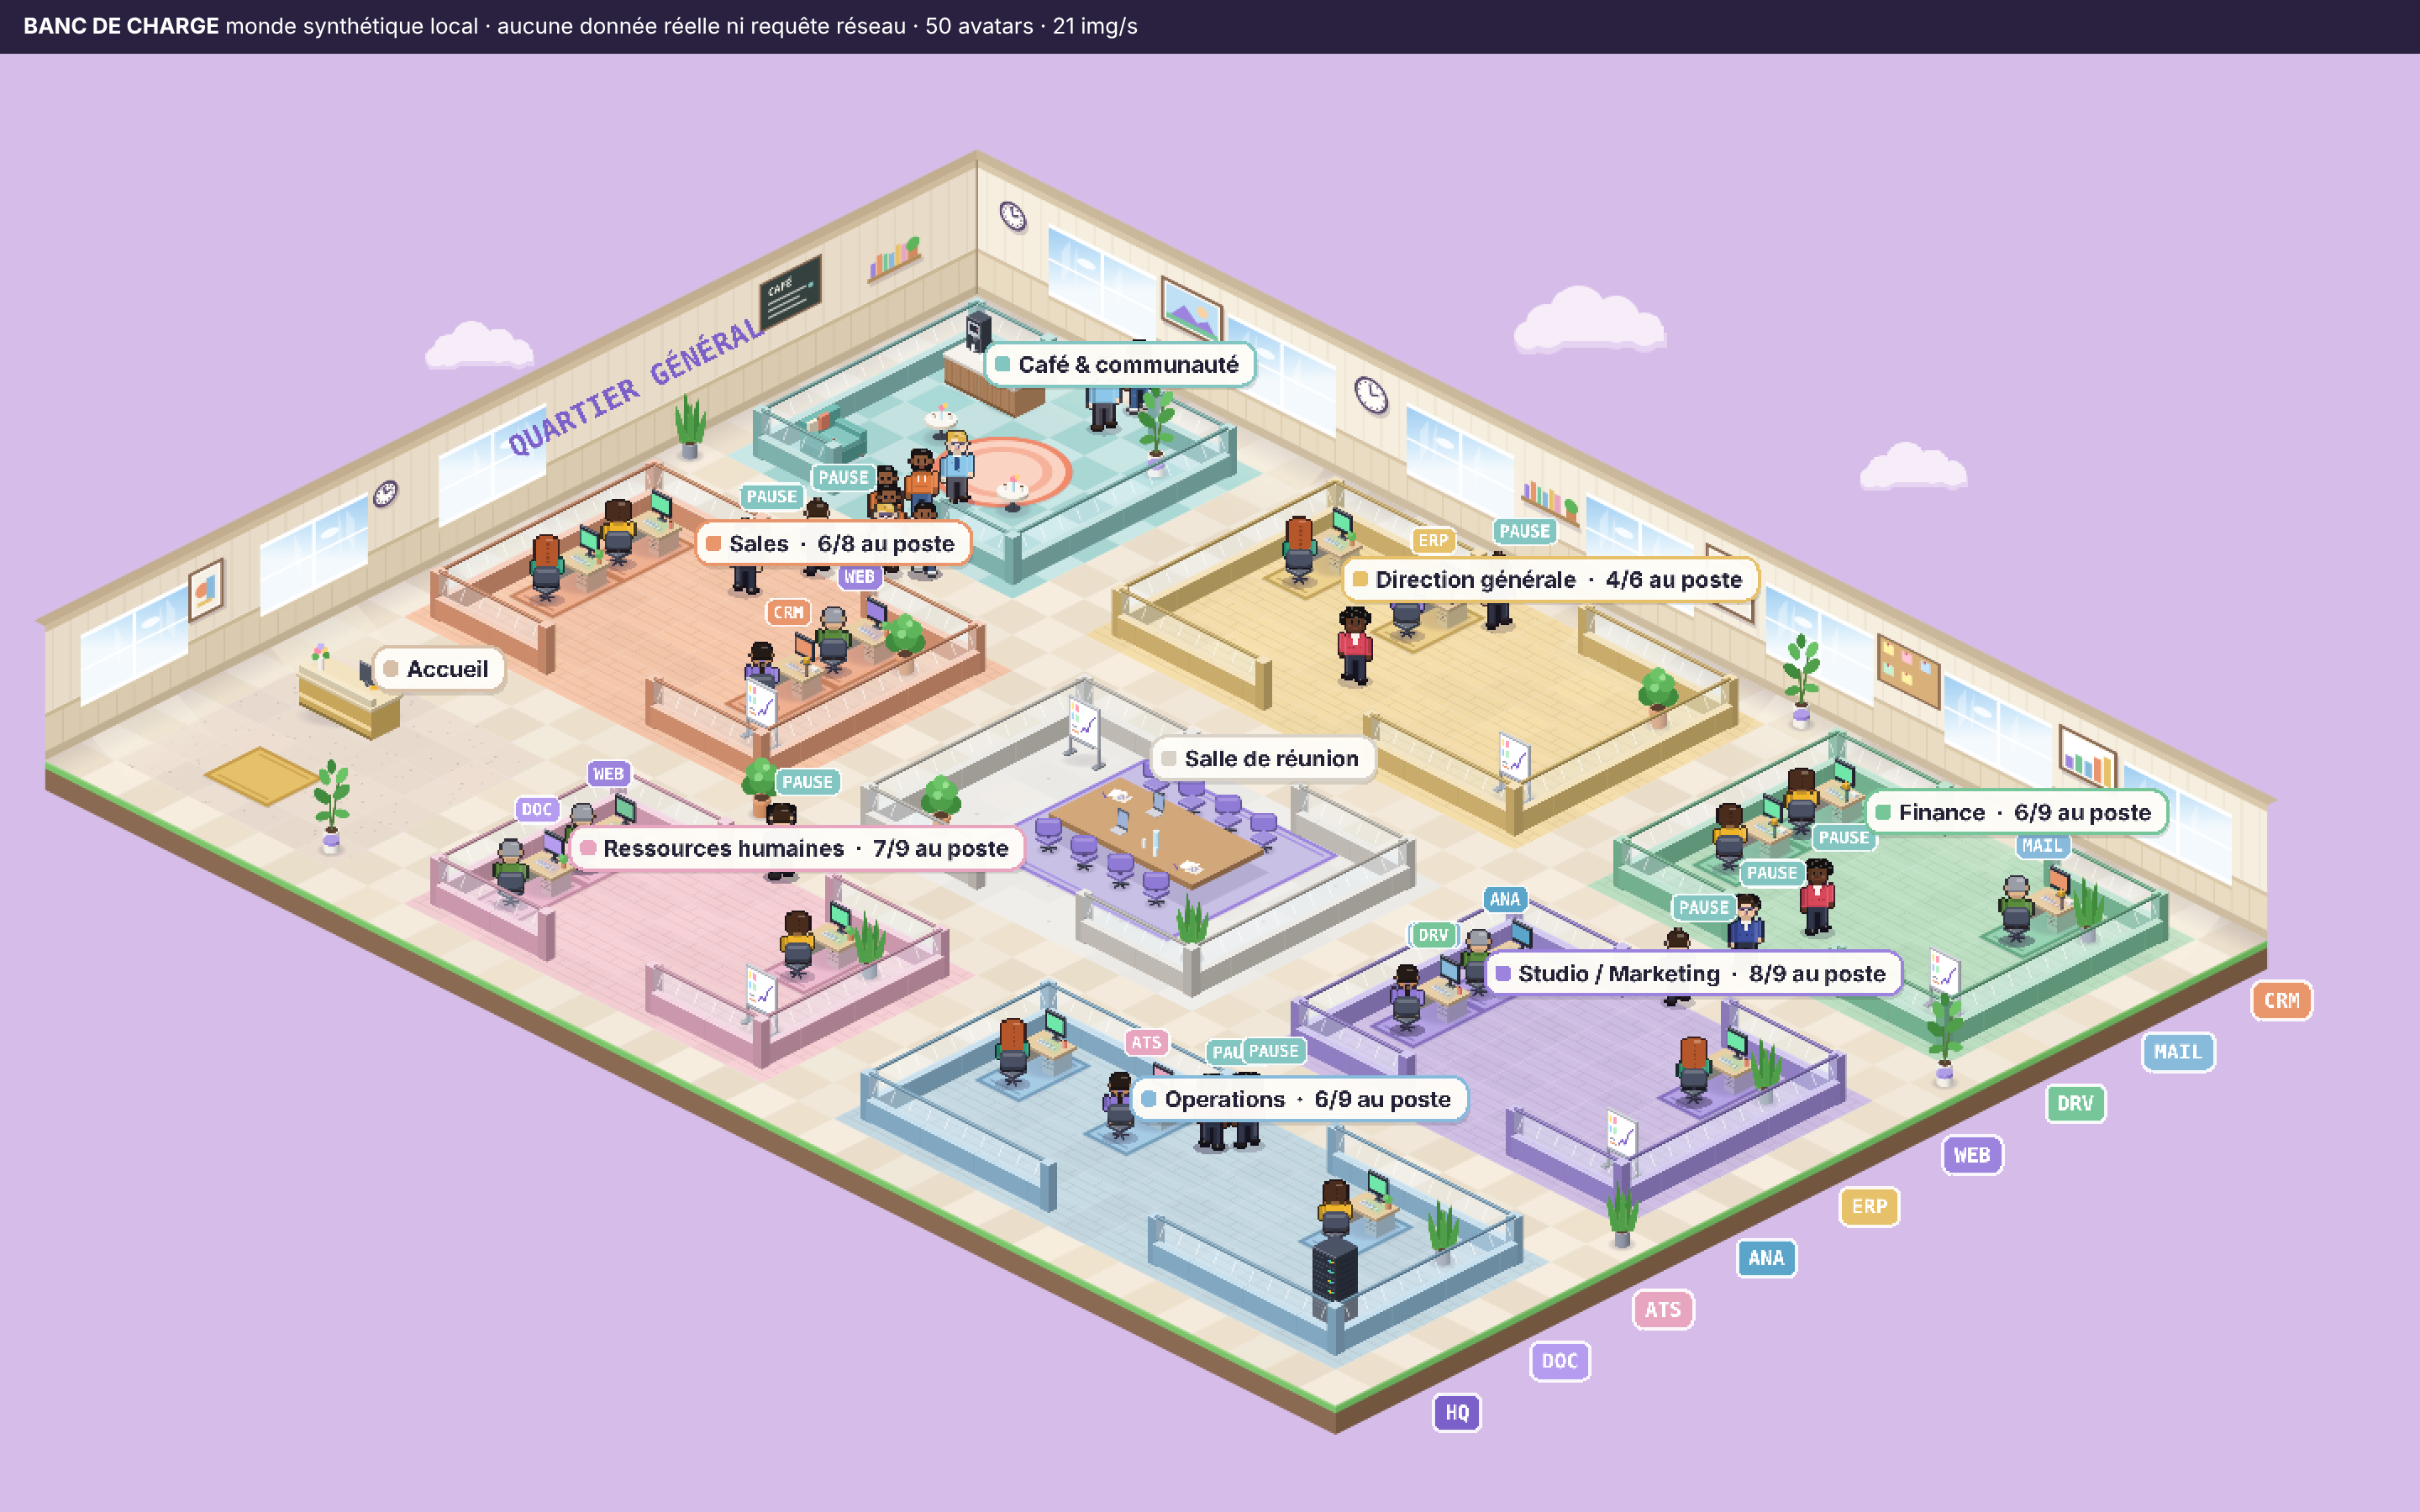 BANC DE CHARGE monde synthétique local · aucune donnée réelle ni requête réseau · 50 avatars · 21 img/s
CAFÉ
QUARTIER GÉNÉRAL
Café & communauté
PAUSE
PAUSE
Sales · 6/8 au poste
WEB
CRM
ERP
PAUSE
Direction générale · 4/6 au poste
Accueil
Salle de réunion
WEB
PAUSE
DOC
Ressources humaines · 7/9 au poste
Finance · 6/9 au poste
PAUSE
MAIL
PAUSE
ANA
PAUSE
DRV
Studio / Marketing · 8/9 au poste
ATS
PAU
PAUSE
Operations · 6/9 au poste
CRM
MAIL
DRV
WEB
ERP
ANA
ATS
DOC
HQ